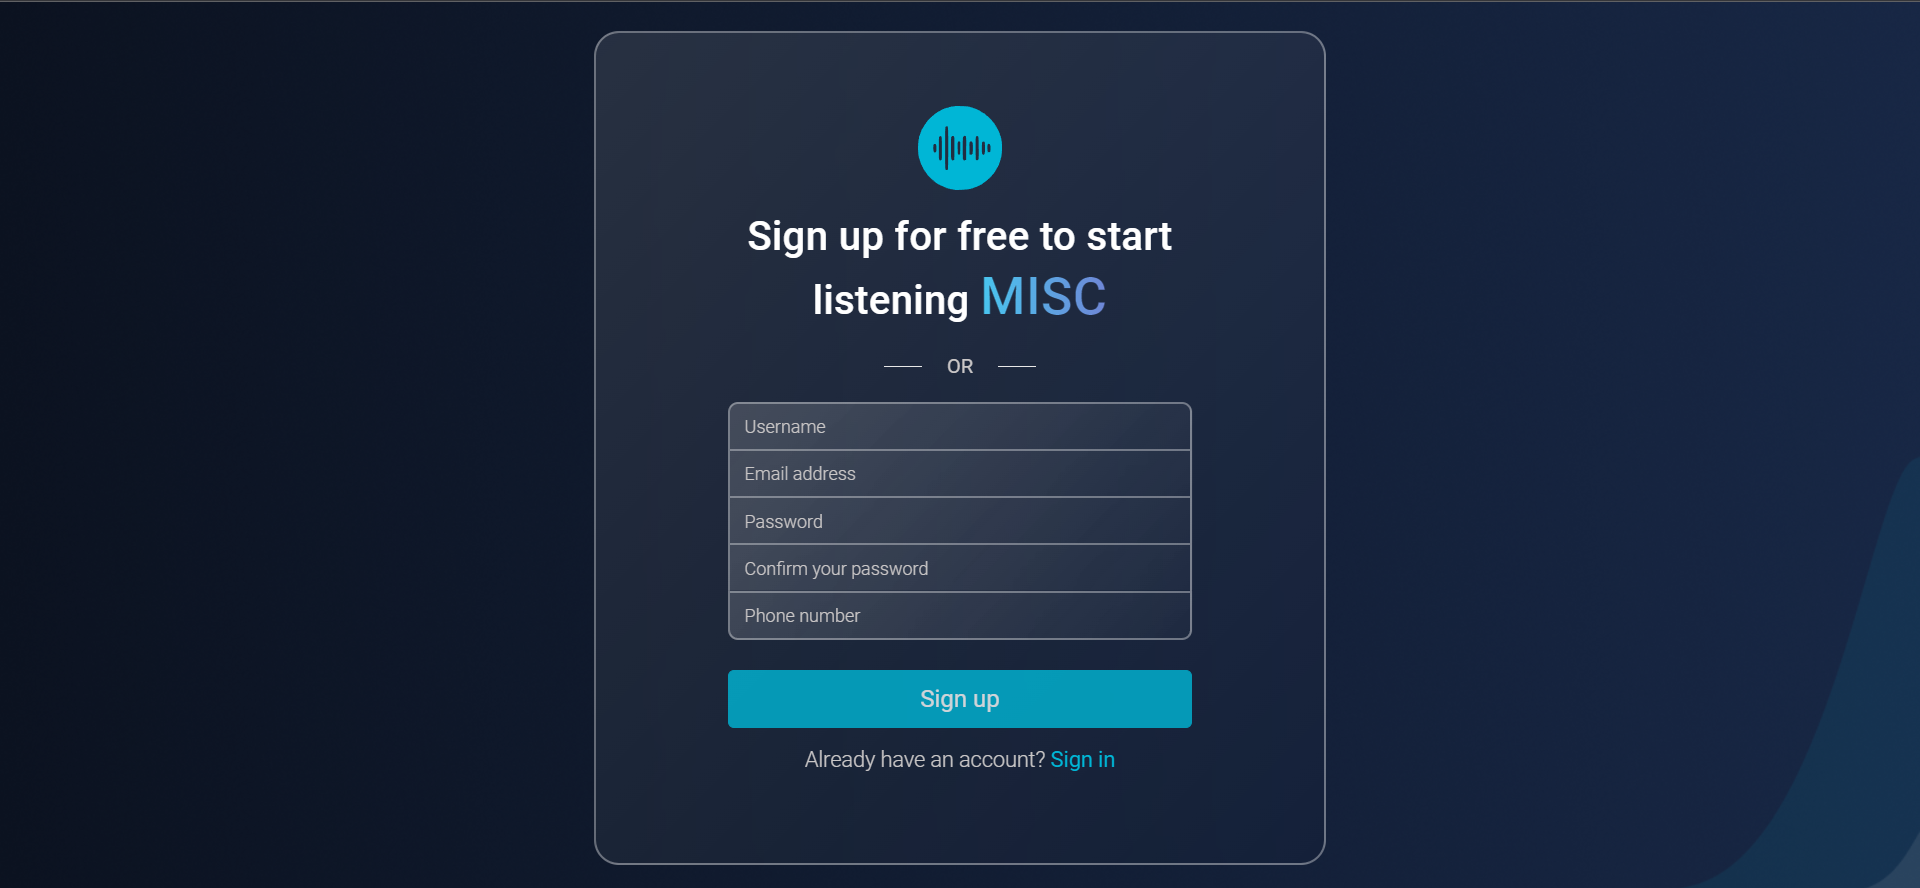 Sign up for free to start
listening MISC
OR
Username
Email address
Password
Confirm your password
Phone number
Sign up
Already have an account? Sign in